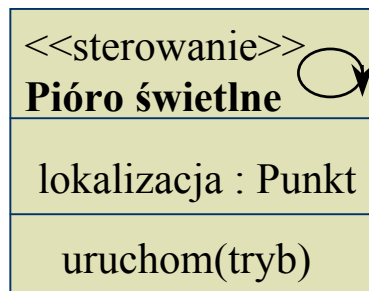 <<sterowanie>>
Pióro świetlne
lokalizacja : Punkt
uruchom(tryb)